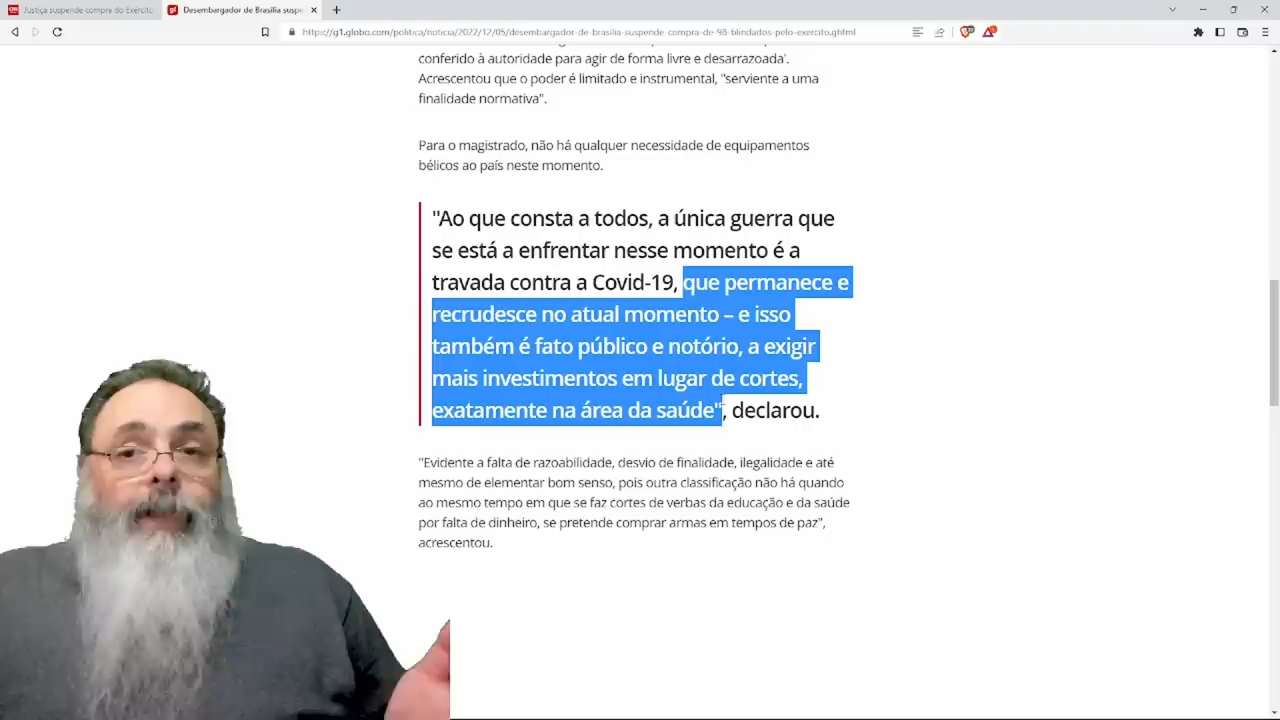 Justiça suspende compra do Exército
g1
Desembargador de Brasília suspe
https://g1.globo.com/politica/noticia/2022/12/05/desembargador-de-brasilia-suspende-compra-de-98-blindados-pelo-exercito.ghtml
conferido à autoridade para agir de forma livre e desarrazoada'.
Acrescentou que o poder é limitado e instrumental, "serviente a uma
finalidade normativa".
Para o magistrado, não há qualquer necessidade de equipamentos
bélicos ao país neste momento.
"Ao que consta a todos, a única guerra que
se está a enfrentar nesse momento é a
travada contra a Covid-19, que permanece e
recrudesce no atual momento – e isso
também é fato público e notório, a exigir
mais investimentos em lugar de cortes,
exatamente na área da saúde", declarou.
"Evidente a falta de razoabilidade, desvio de finalidade, ilegalidade e até
mesmo de elementar bom senso, pois outra classificação não há quando
ao mesmo tempo em que se faz cortes de verbas da educação e da saúde
por falta de dinheiro, se pretende comprar armas em tempos de paz",
acrescentou.